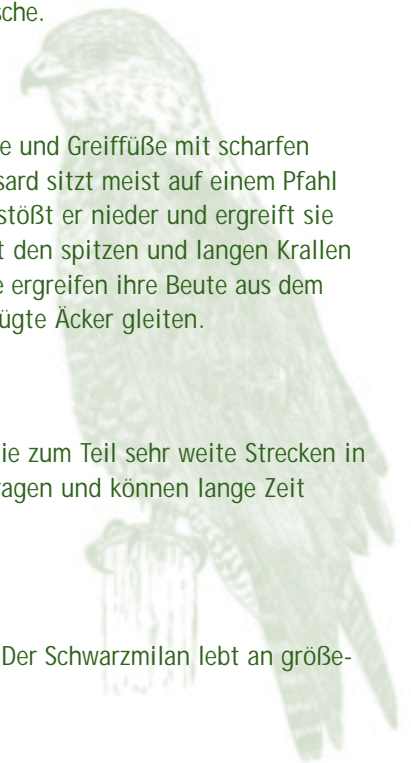 sche.
e und Greiffüße mit scharfen
sard sitzt meist auf einem Pfahl
stößt er nieder und ergreift sie
t den spitzen und langen Krallen
e ergreifen ihre Beute aus dem
ügte Äcker gleiten.
ie zum Teil sehr weite Strecken in
ragen und können lange Zeit
Der Schwarzmilan lebt an größe-